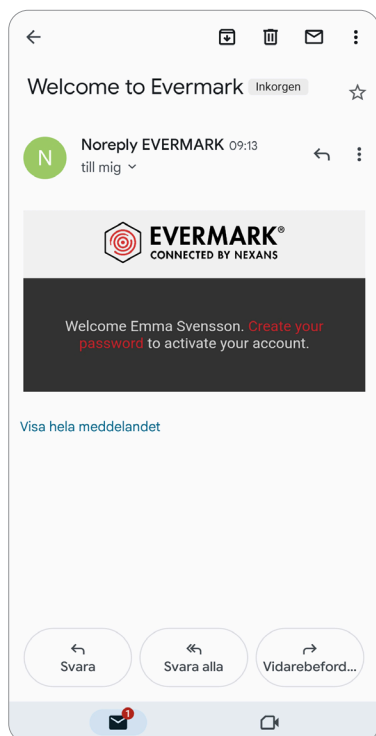 Welcome to Evermark Inkorgen
N
Noreply EVERMARK 09:13
till mig
EVERMARK®
CONNECTED BY NEXANS
Welcome Emma Svensson. Create your
password to activate your account.
Visa hela meddelandet
Svara
Svara alla
Vidarebeford...
1